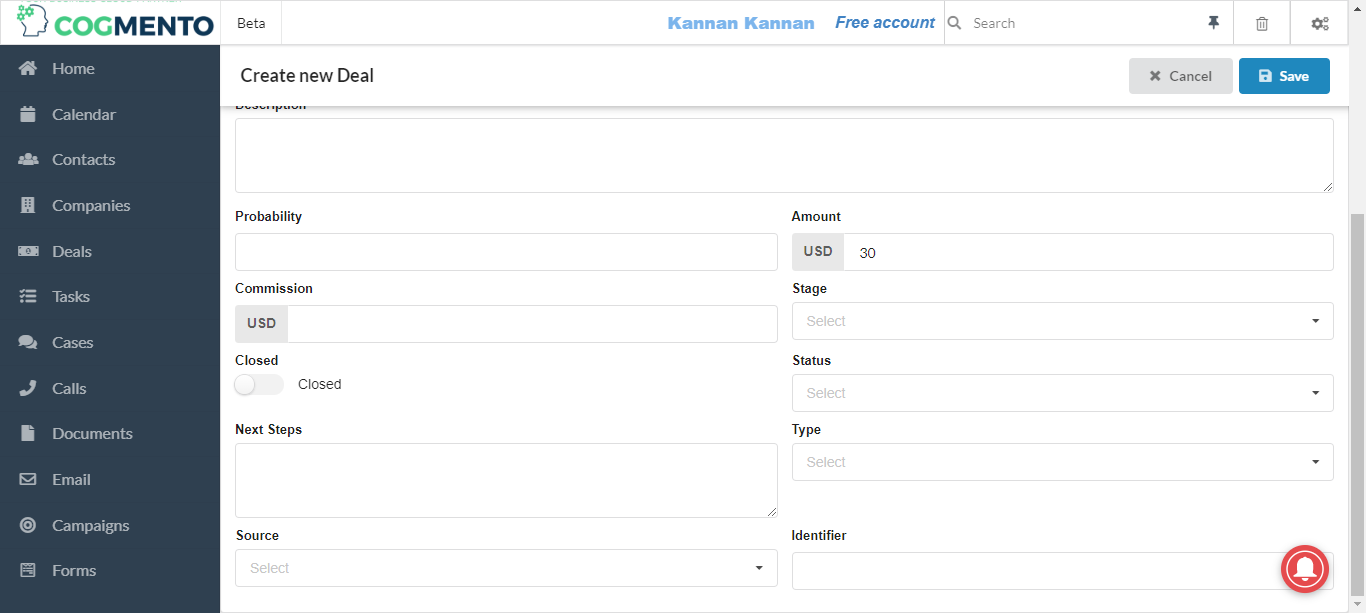 COGMENTO
Beta
Kannan Kannan
Free account
Search
Home
Calendar
Contacts
Companies
Deals
Tasks
Cases
Calls
Documents
Email
Campaigns
Forms
Create new Deal
Cancel
Save
Description
Probability
Amount
USD 30
Commission
Stage
USD
Select
Closed
Status
Closed
Select
Next Steps
Type
Select
Source
Identifier
Select